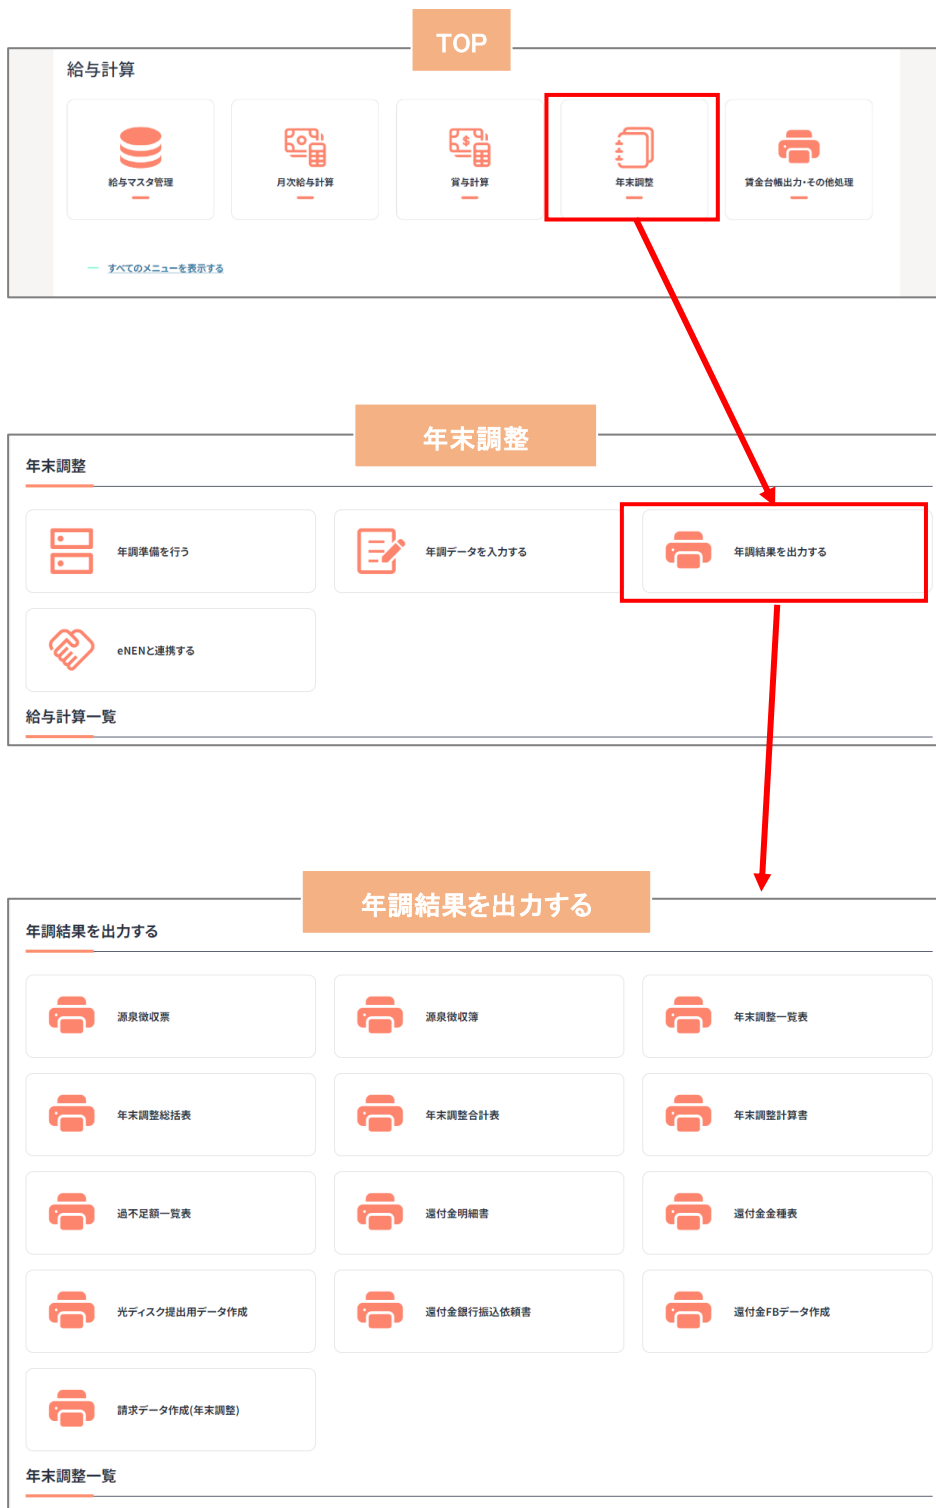 TOP
給与計算
給与マスタ管理
月次給与計算
賞与計算
年末調整
賃金台帳出力・その他処理
すべてのメニューを表示する
年末調整
年末調整
年調準備を行う
年調データを入力する
年調結果を出力する
eNENと連携する
給与計算一覧
年調結果を出力する
年調結果を出力する
源泉徴収票
源泉徴収簿
年末調整一覧表
年末調整総括表
年末調整合計表
年末調整計算書
過不足額一覧表
還付金明細書
還付金金種表
光ディスク提出用データ作成
還付金銀行振込依頼書
還付金FBデータ作成
請求データ作成(年末調整)
年末調整一覧